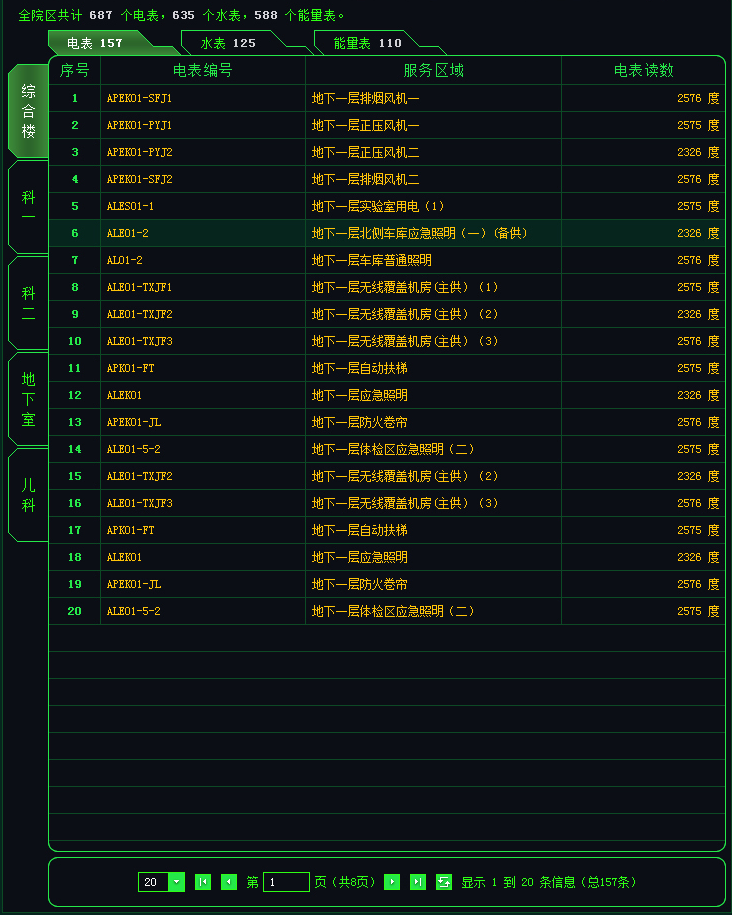 全院区共计 687 个电表，635 个水表，588 个能量表。
电表 157 水表 125 能量表 110
综合楼
科一
科二
地下室
儿科
序号 电表编号 服务区域 电表读数
1 APEK01-SFJ1 地下一层排烟风机一 2576 度
2 APEK01-PYJ1 地下一层正压风机一 2575 度
3 APEK01-PYJ2 地下一层正压风机二 2326 度
4 APEK01-SFJ2 地下一层排烟风机二 2576 度
5 ALES01-1 地下一层实验室用电（1） 2575 度
6 ALE01-2 地下一层北侧车库应急照明（一）(备供） 2326 度
7 AL01-2 地下一层车库普通照明 2576 度
8 ALE01-TXJF1 地下一层无线覆盖机房(主供）（1） 2575 度
9 ALE01-TXJF2 地下一层无线覆盖机房(主供）（2） 2326 度
10 ALE01-TXJF3 地下一层无线覆盖机房(主供）（3） 2576 度
11 APK01-FT 地下一层自动扶梯 2575 度
12 ALEK01 地下一层应急照明 2326 度
13 APEK01-JL 地下一层防火卷帘 2576 度
14 ALE01-5-2 地下一层体检区应急照明（二） 2575 度
15 ALE01-TXJF2 地下一层无线覆盖机房(主供）（2） 2326 度
16 ALE01-TXJF3 地下一层无线覆盖机房(主供）（3） 2576 度
17 APK01-FT 地下一层自动扶梯 2575 度
18 ALEK01 地下一层应急照明 2326 度
19 APEK01-JL 地下一层防火卷帘 2576 度
20 ALE01-5-2 地下一层体检区应急照明（二） 2575 度
20 第 1 页（共8页） 显示 1 到 20 条信息（总157条）